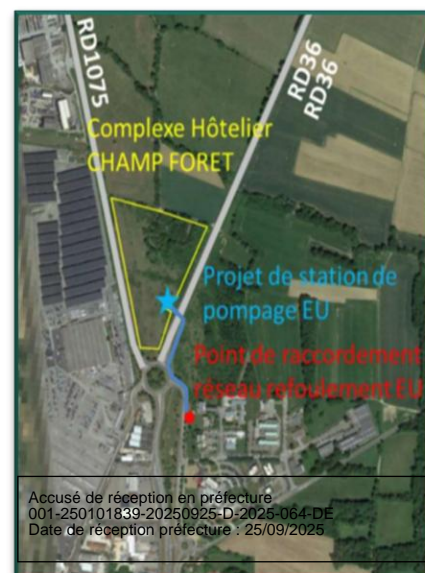 RD1075
RD36
RD36
Complexe Hôtelier
CHAMP FORET
Projet de station de
pompage EU
Point de raccordement
réseau refoulement EU
Accusé de réception en préfecture
001-250101839-20250925-D-2025-064-DE
Date de réception préfecture : 25/09/2025